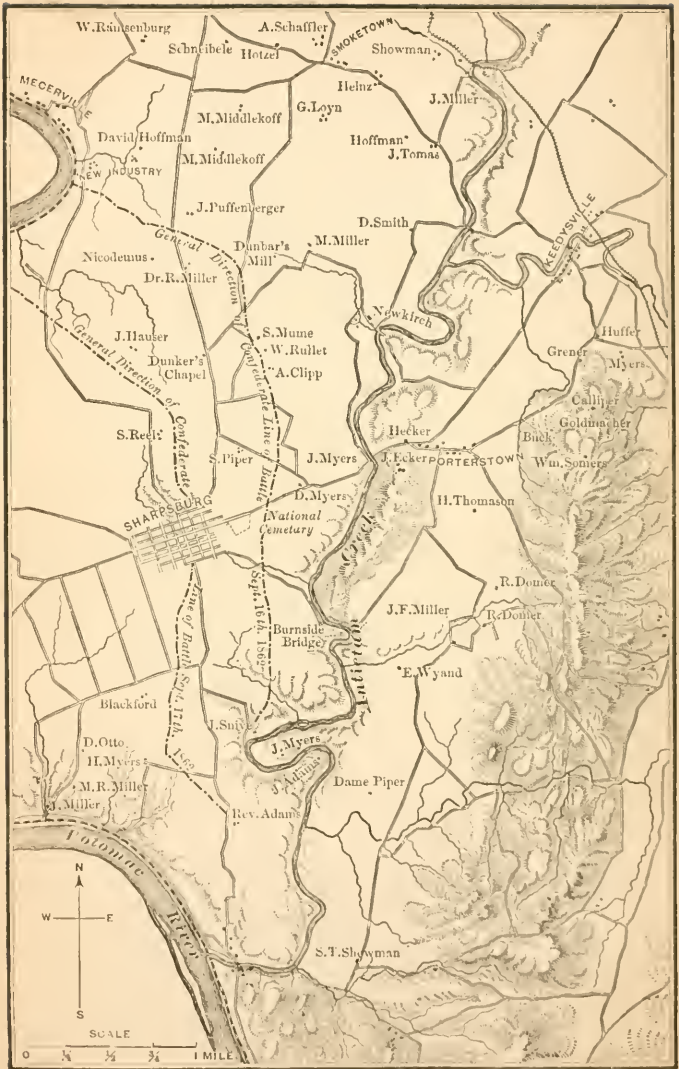 W. Ramsenburg
A. Schaffler
Schneibele
Hotzel
SMOKETOWN
Showman
MECERVILLE
Heinz
J. Miller
M. Middlekoff
G. Loyn
David Hoffman
Hoffman
J. Tomas
M. Middlekoff
NEW INDUSTRY
J. Puffenberger
D. Smith
KEEDYSVILLE
General Direction of Confederate Line of Battle Sept. 16th. 1862
Dunbar's
Mill
M. Miller
Nicodemus
Dr. R. Miller
Newkirch
J. Hauser
S. Mume
W. Rullet
A. Clipp
Huffer
Grener
Myers
Dunker's
Chapel
General Direction of Confederate
Line of Battle Sept. 17th. 1862
Calliper
Goldmacher
Buck
Wm. Somers
S. Reel
S. Piper
J. Myers
Hecker
J. Ecker
PORTERSTOWN
D. Myers
H. Thomason
SHARPSBURG
National
Cemetary
Antietam Creek
R. Domer
R. Domer
J. F. Miller
Burnside
Bridge
E. Wyand
Blackford
J. Snive
J. Myers
J. Adams
D. Otto
H. Myers
M. R. Miller
J. Miller
Dame Piper
Rev. Adams
Potomac River
N
W
E
S
S. T. Showman
SCALE
0 ¼ ½ ¾ 1 MILE